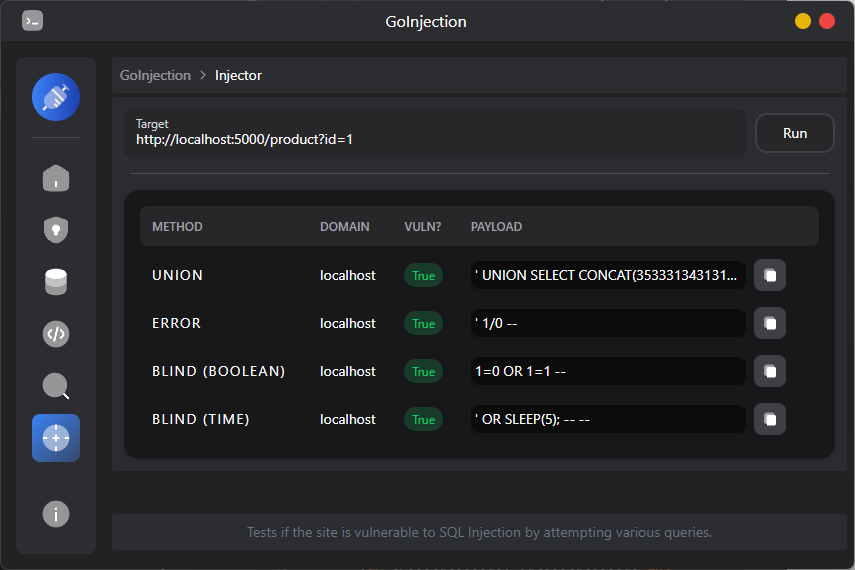 GoInjection
GoInjection > Injector
Target
http://localhost:5000/product?id=1
Run
METHOD DOMAIN VULN? PAYLOAD
UNION localhost True ' UNION SELECT CONCAT(353331343131...
ERROR localhost True ' 1/0 --
BLIND (BOOLEAN) localhost True 1=0 OR 1=1 --
BLIND (TIME) localhost True ' OR SLEEP(5); -- --
Tests if the site is vulnerable to SQL Injection by attempting various queries.